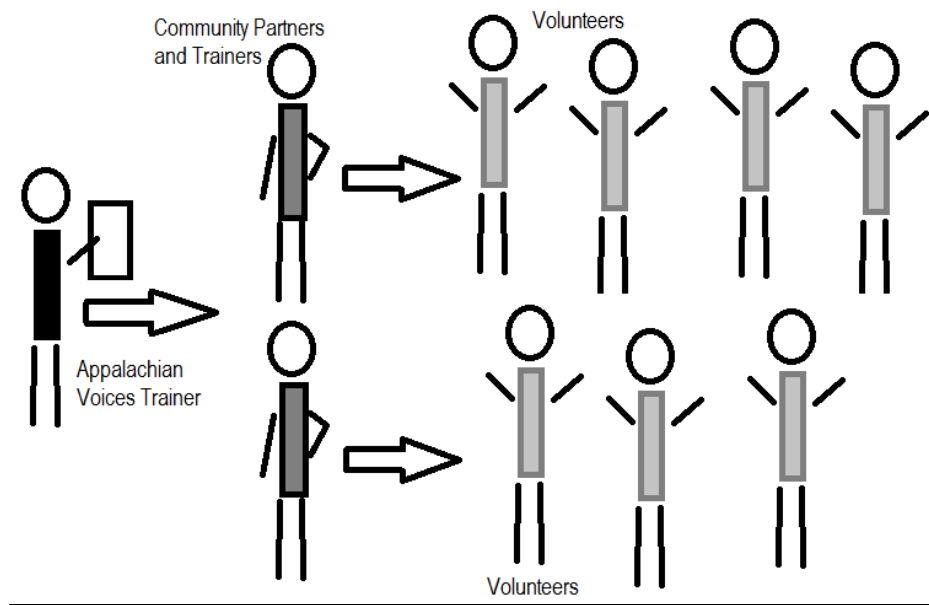 Community Partners
and Trainers
Volunteers
Appalachian
Voices Trainer
Volunteers